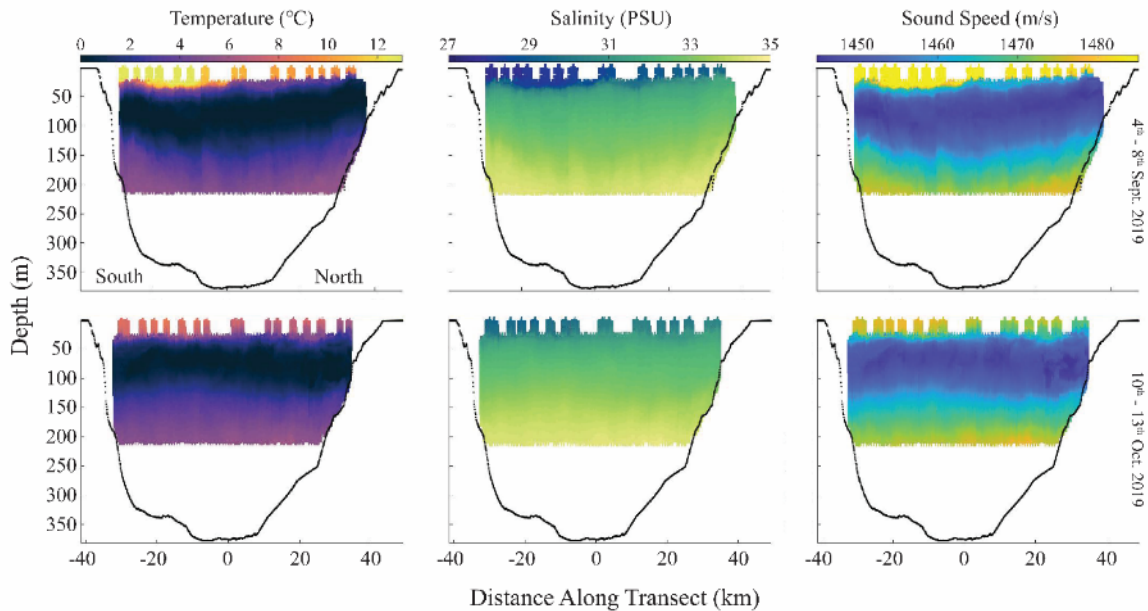 Temperature (°C) Salinity (PSU) Sound Speed (m/s)
0 2 4 6 8 10 12 27 29 31 33 35 1450 1460 1470 1480
50
100
150
200
250
300
350
South North
4th - 8th Sept. 2019
50
100
150
200
250
300
350
10th - 13th Oct. 2019
Depth (m)
-40 -20 0 20 40 -40 -20 0 20 40 -40 -20 0 20 40
Distance Along Transect (km)